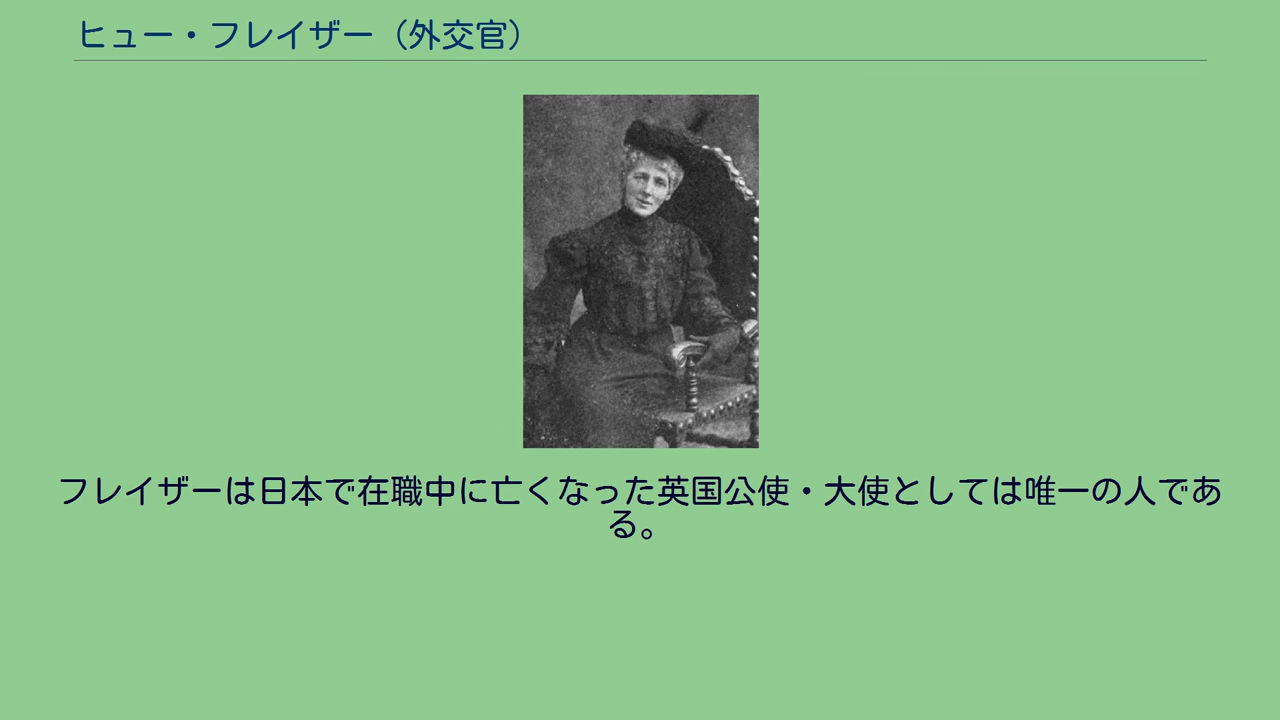 ヒュー・フレイザー（外交官）
フレイザーは日本で在職中に亡くなった英国公使・大使としては唯一の人であ
る。